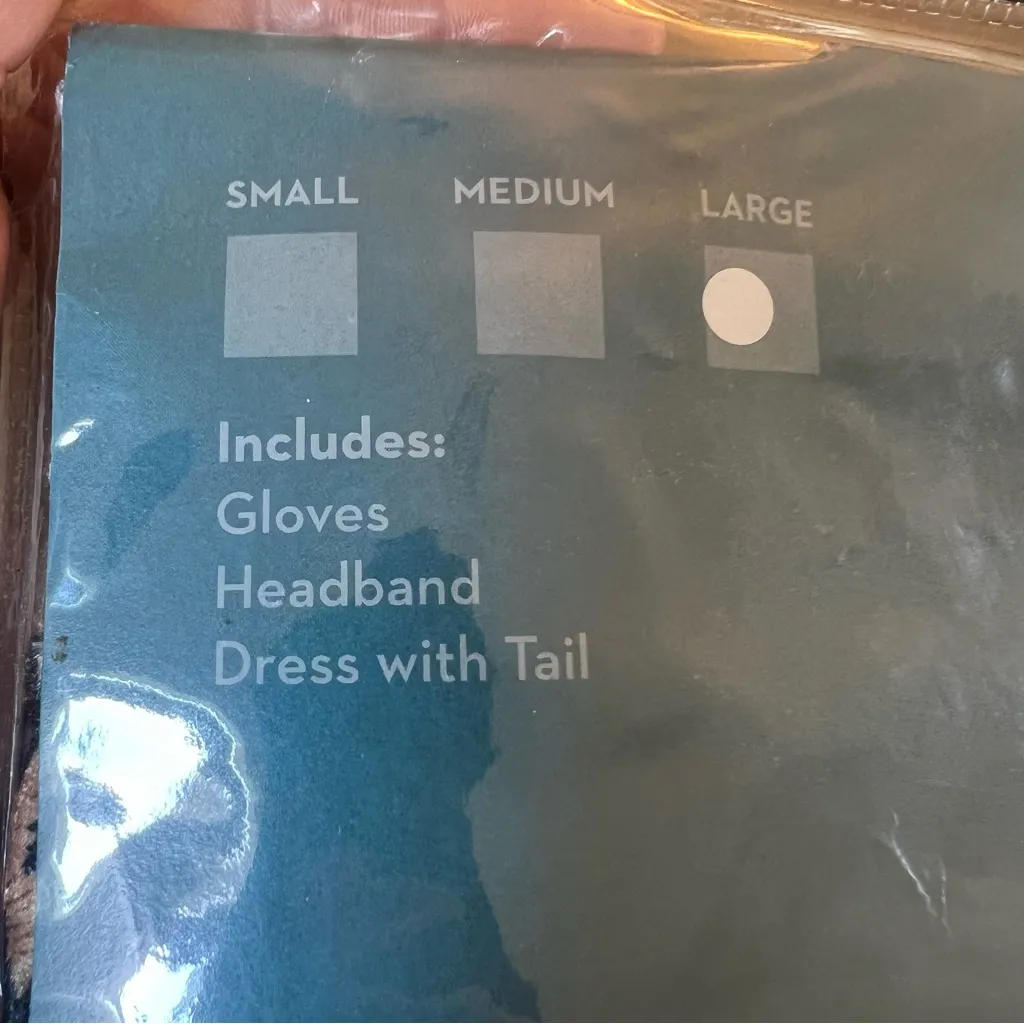 SMALL MEDIUM LARGE
Includes:
Gloves
Headband
Dress with Tail